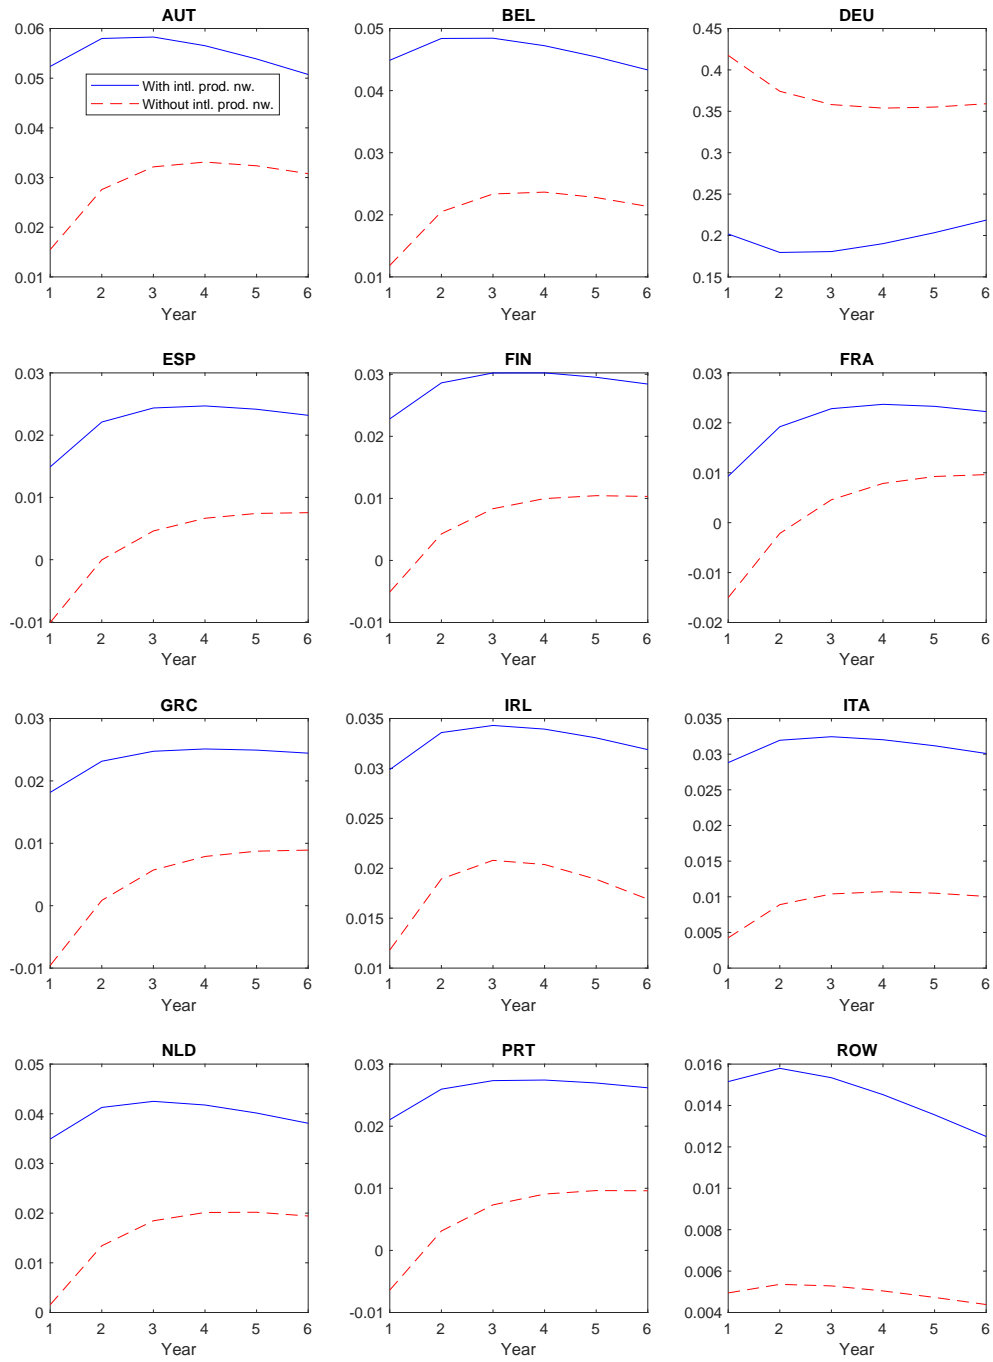 AUT
0.06
0.05
0.04
0.03
0.02
0.01
With intl. prod. nw.
Without intl. prod. nw.
1 2 3 4 5 6
Year
BEL
0.05
0.04
0.03
0.02
0.01
1 2 3 4 5 6
Year
DEU
0.45
0.4
0.35
0.3
0.25
0.2
0.15
1 2 3 4 5 6
Year
ESP
0.03
0.02
0.01
0
-0.01
1 2 3 4 5 6
Year
FIN
0.03
0.02
0.01
0
-0.01
1 2 3 4 5 6
Year
FRA
0.03
0.02
0.01
0
-0.01
-0.02
1 2 3 4 5 6
Year
GRC
0.03
0.02
0.01
0
-0.01
1 2 3 4 5 6
Year
IRL
0.035
0.03
0.025
0.02
0.015
0.01
1 2 3 4 5 6
Year
ITA
0.035
0.03
0.025
0.02
0.015
0.01
0.005
0
1 2 3 4 5 6
Year
NLD
0.05
0.04
0.03
0.02
0.01
0
1 2 3 4 5 6
Year
PRT
0.03
0.02
0.01
0
-0.01
1 2 3 4 5 6
Year
ROW
0.016
0.014
0.012
0.01
0.008
0.006
0.004
1 2 3 4 5 6
Year